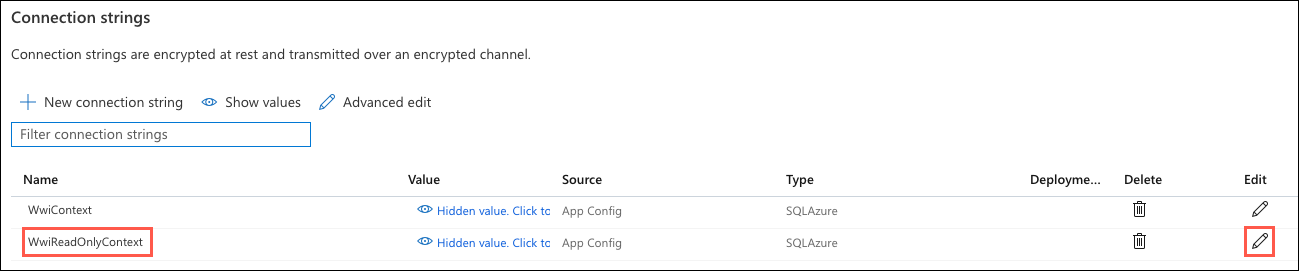 Connection strings
Connection strings are encrypted at rest and transmitted over an encrypted channel.
New connection string Show values Advanced edit
Filter connection strings
Name Value Source Type Deployme... Delete Edit
WwiContext Hidden value. Click to App Config SQLAzure
WwiReadOnlyContext Hidden value. Click to App Config SQLAzure